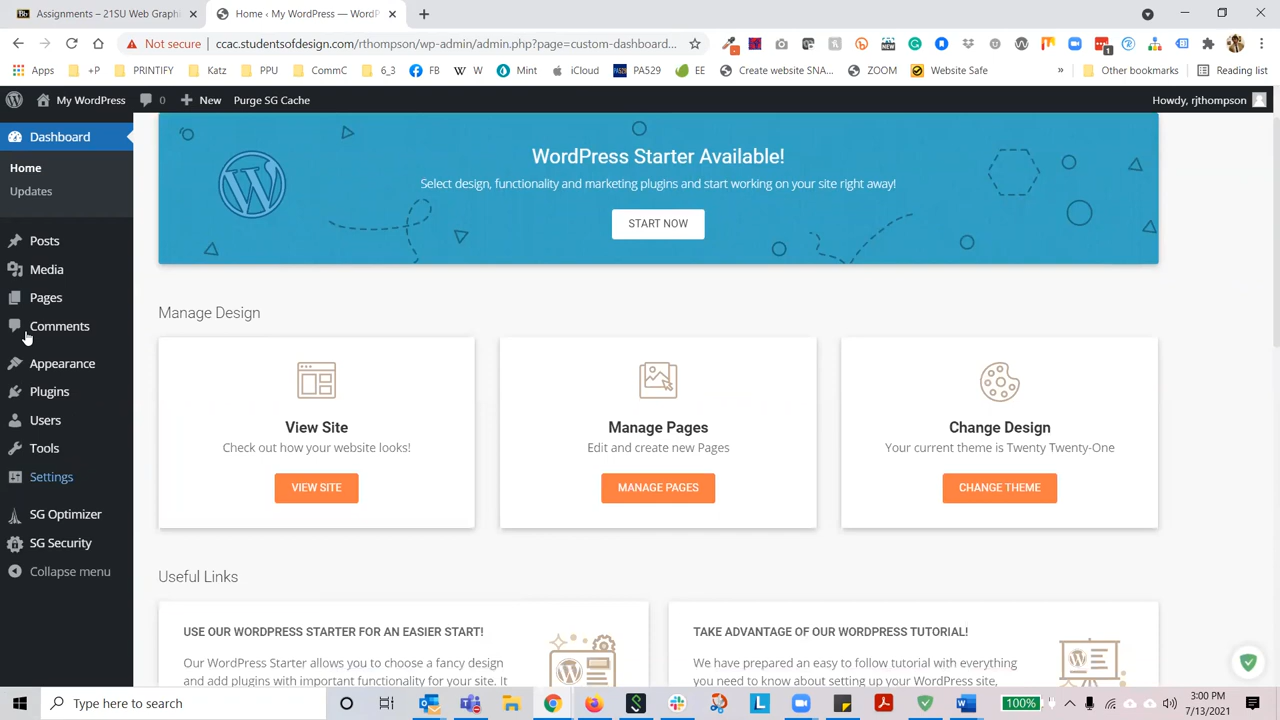 Assignments – 21SU Web Graphi
Home ‹ My WordPress — WordP
Not secure | ccac.studentsofdesign.com/rthompson/wp-admin/admin.php?page=custom-dashboard...
Apps +P PRINTIFY Katz PPU CommC 6_3 FB W Mint iCloud PA529 EE Create website SNA... ZOOM Website Safe » Other bookmarks Reading list
My WordPress 0 New Purge SG Cache Howdy, rjthompson
Dashboard
Home
Updates
Posts
Media
Pages
Comments
Appearance
Plugins
Users
Tools
Settings
SG Optimizer
SG Security
Collapse menu
WordPress Starter Available!
Select design, functionality and marketing plugins and start working on your site right away!
START NOW
Manage Design
View Site
Check out how your website looks!
VIEW SITE
Manage Pages
Edit and create new Pages
MANAGE PAGES
Change Design
Your current theme is Twenty Twenty-One
CHANGE THEME
Useful Links
USE OUR WORDPRESS STARTER FOR AN EASIER START!
Our WordPress Starter allows you to choose a fancy design
and add plugins with important functionality for your site. It
TAKE ADVANTAGE OF OUR WORDPRESS TUTORIAL!
We have prepared an easy to follow tutorial with everything
you need to know about setting up your WordPress site,
Type here to search
100%
3:00 PM
7/13/2021